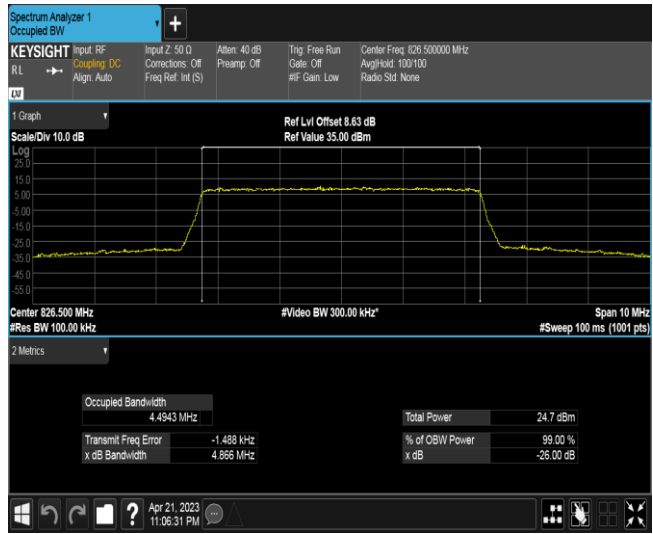 Spectrum Analyzer 1
Occupied BW
+
KEYSIGHT Input: RF Input Z: 50 Ω Atten: 40 dB Trig: Free Run Center Freq: 826.500000 MHz
RL Coupling: DC Corrections: Off Preamp: Off Gate: Off Avg|Hold: 100/100
Align: Auto Freq Ref: Int (S) #IF Gain: Low Radio Std: None
LXI
1 Graph
Ref Lvl Offset 8.63 dB
Scale/Div 10.0 dB Ref Value 35.00 dBm
Log
25.0
15.0
5.00
-5.00
-15.0
-25.0
-35.0
-45.0
-55.0
Center 826.500 MHz #Video BW 300.00 kHz* Span 10 MHz
#Res BW 100.00 kHz #Sweep 100 ms (1001 pts)
2 Metrics
Occupied Bandwidth
4.4943 MHz Total Power 24.7 dBm
Transmit Freq Error -1.488 kHz % of OBW Power 99.00 %
x dB Bandwidth 4.866 MHz x dB -26.00 dB
? Apr 21, 2023
11:06:31 PM